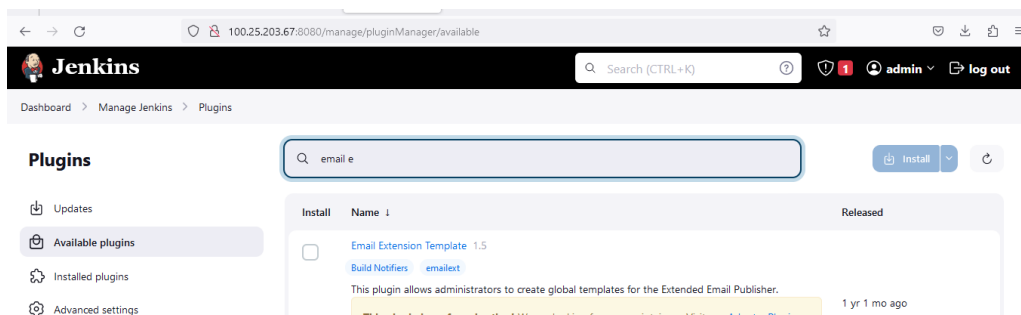 100.25.203.67:8080/manage/pluginManager/available
Jenkins Search (CTRL+K) 1 admin log out
Dashboard > Manage Jenkins > Plugins
Plugins email e Install
Updates Install Name ↓ Released
Available plugins Email Extension Template 1.5
Build Notifiers emailext
Installed plugins
This plugin allows administrators to create global templates for the Extended Email Publisher.
Advanced settings 1 yr 1 mo ago